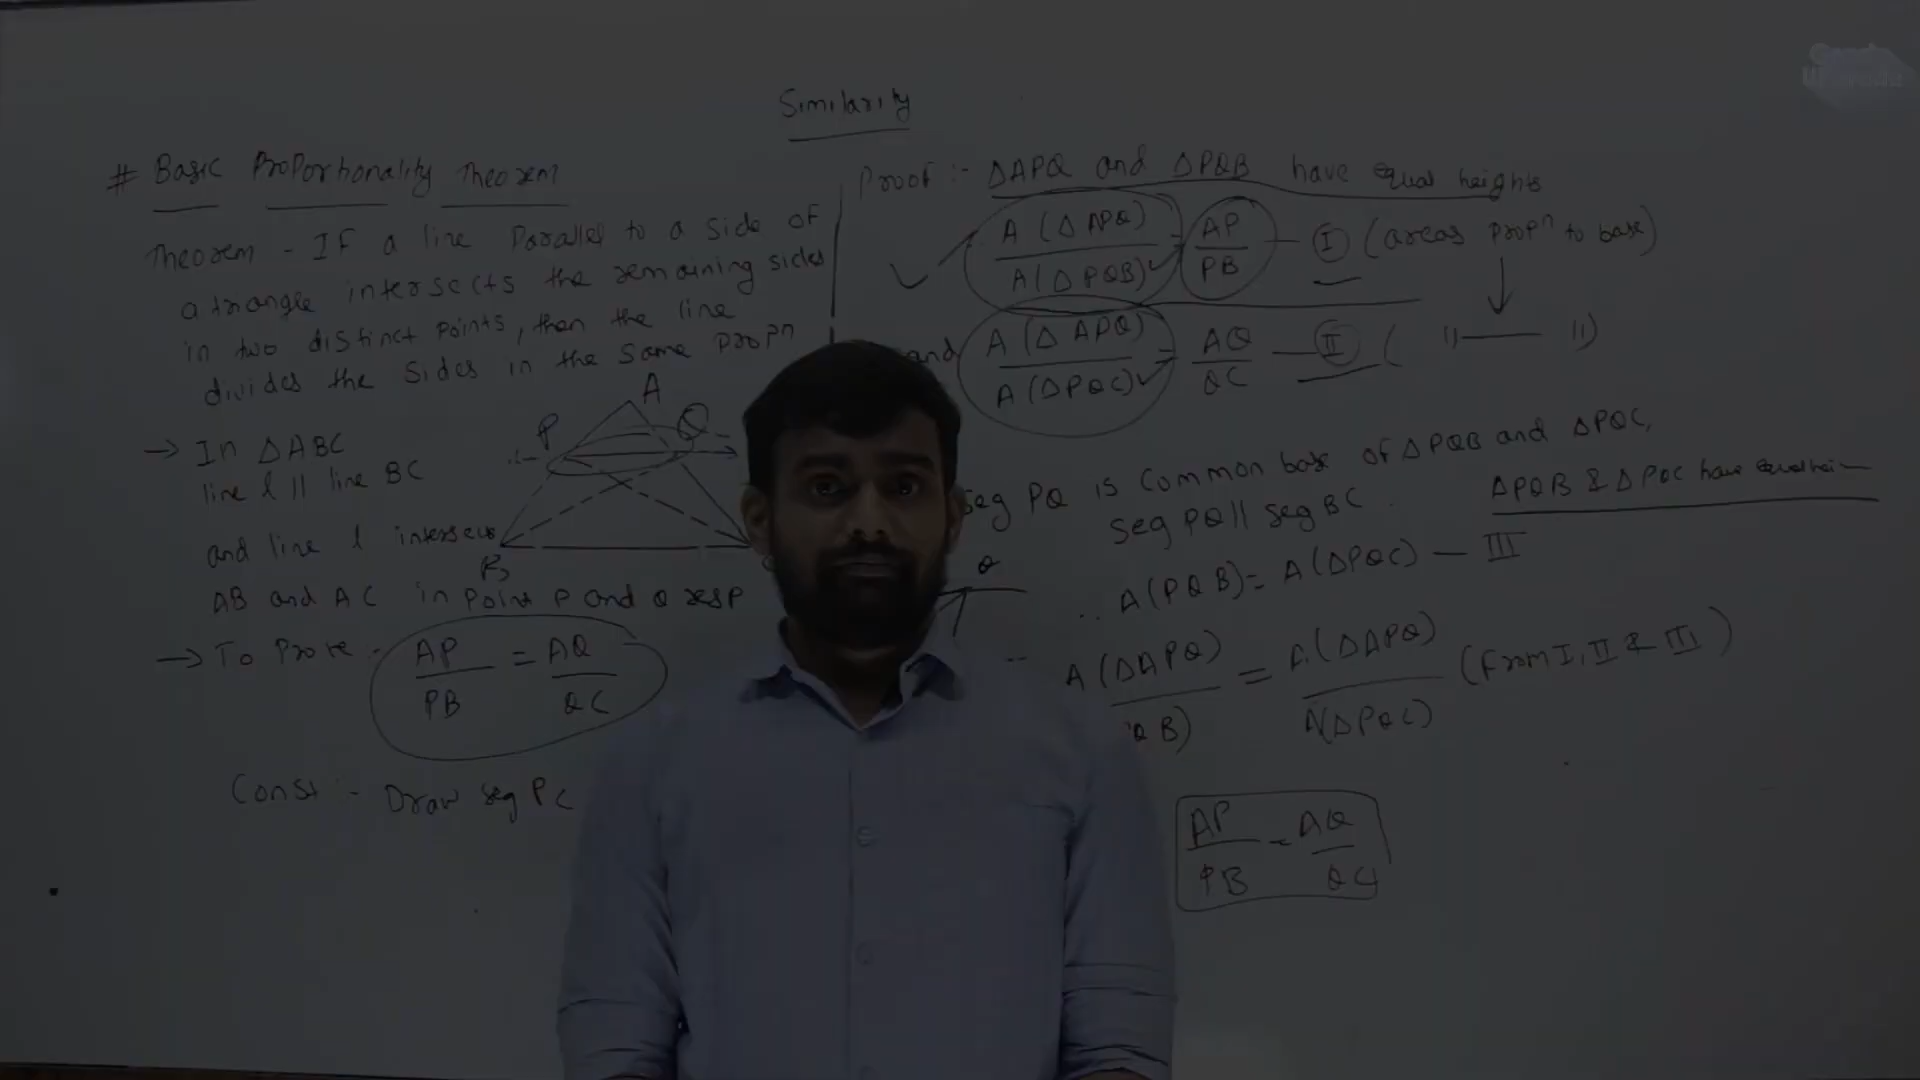 Similarity
# Basic Proportionality Theorem
Theorem - If a line parallel to a side of
a triangle intersects the remaining sides
in two distinct points, then the line
divides the sides in the same propn
→ In ΔABC
line l || line BC
and line l intersects
AB and AC in point P and Q resp
→ To Prove :-
AP/PB = AQ/QC
Const :- Draw seg PC
A
P
Q
B
Proof :- ΔAPQ and ΔPQB have equal heights
A(ΔAPQ)/A(ΔPQB) = AP/PB — I (areas propn to base)
and A(ΔAPQ)/A(ΔPQC) = AQ/QC — II ( "——— ")
Seg PQ is common base of ΔPQB and ΔPQC,
seg PQ || seg BC. ΔPQB & ΔPQC have equal
∴ A(PQB) = A(ΔPQC) — III
Q
A(ΔAPQ)/QB) = A(ΔAPQ)/A(ΔPQC) (From I, II & III)
AP/PB = AQ/QC